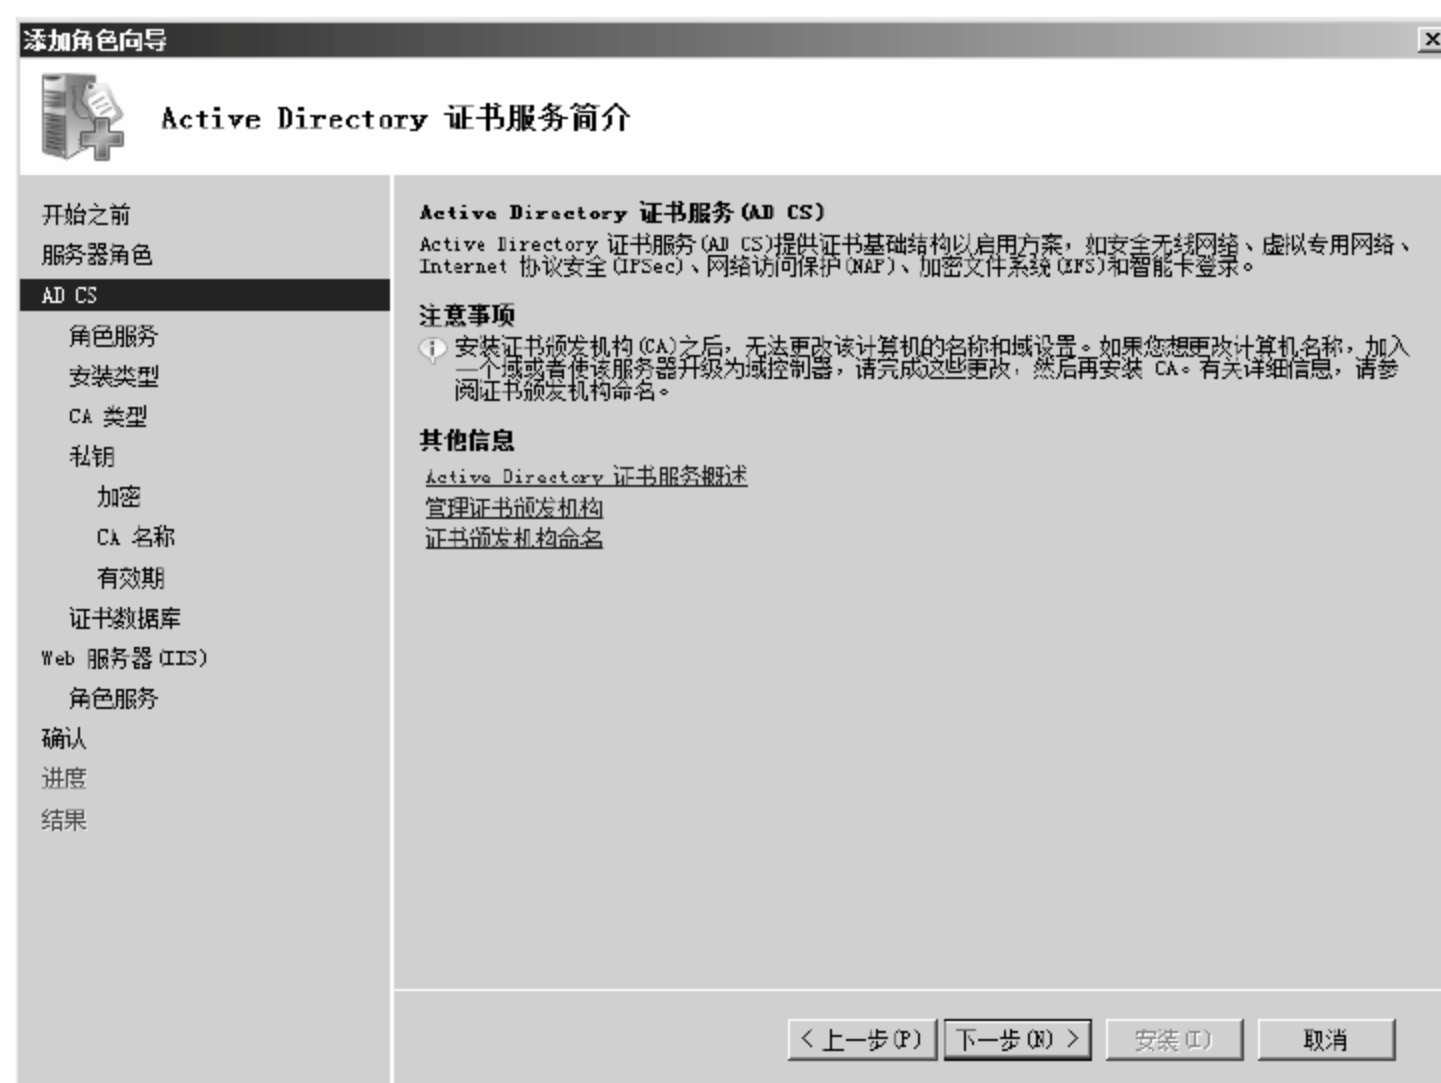 添加角色向导
Active Directory 证书服务简介
开始之前
服务器角色
AD CS
角色服务
安装类型
CA 类型
私钥
加密
CA 名称
有效期
证书数据库
Web 服务器(IIS)
角色服务
确认
进度
结果
Active Directory 证书服务(AD CS)
Active Directory 证书服务(AD CS)提供证书基础结构以启用方案，如安全无线网络、虚拟专用网络、
Internet 协议安全(IPSec)、网络访问保护(NAP)、加密文件系统(EFS)和智能卡登录。
注意事项
安装证书颁发机构(CA)之后，无法更改该计算机的名称和域设置。如果您想更改计算机名称，加入
一个域或者使该服务器升级为域控制器，请完成这些更改，然后再安装 CA。有关详细信息，请参
阅证书颁发机构命名。
其他信息
Active Directory 证书服务概述
管理证书颁发机构
证书颁发机构命名
< 上一步(P)
下一步(N) >
安装(I)
取消